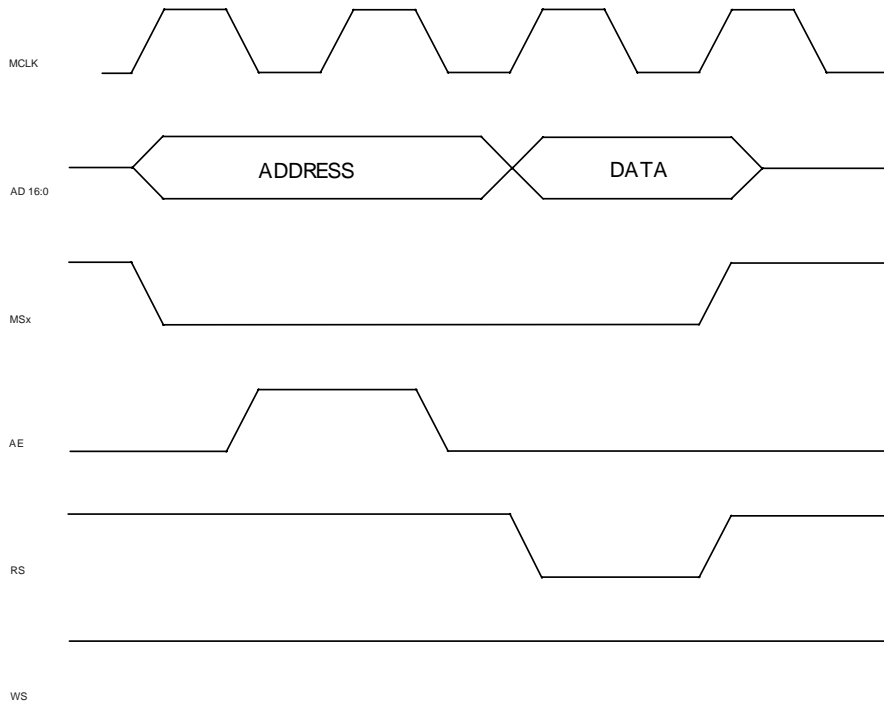 MCLK
AD 16:0
ADDRESS DATA
MSx
AE
RS
WS